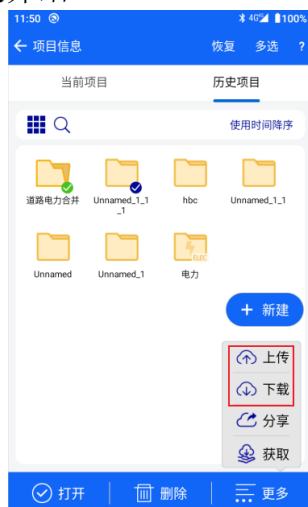 11:50 4G 100%
项目信息 恢复 多选 ?
当前项目 历史项目
使用时间降序
道路电力合并 Unnamed_1_1 hbc Unnamed_1_1
_1
ELEC
Unnamed Unnamed_1 电力
+ 新建
上传
下载
分享
获取
打开 删除 更多